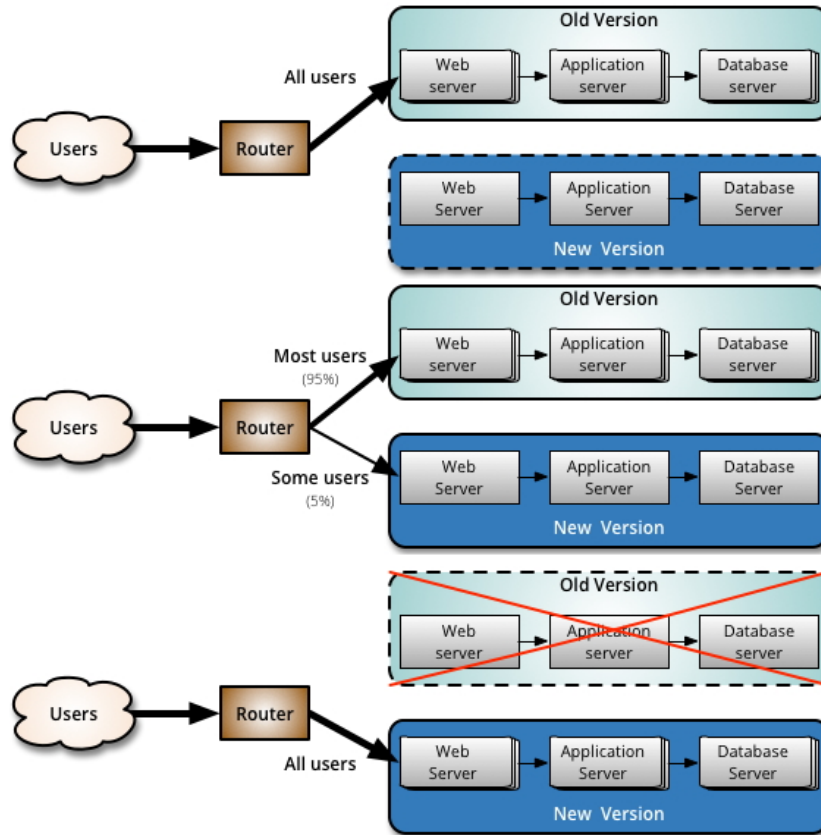 Old Version
Web
server
Application
server
Database
server
All users
Users
Router
Web
Server
Application
Server
Database
Server
New Version
Old Version
Web
server
Application
server
Database
server
Most users
(95%)
Users
Router
Some users
(5%)
Web
Server
Application
Server
Database
Server
New Version
Old Version
Web
server
Application
server
Database
server
Users
Router
All users
Web
Server
Application
Server
Database
Server
New Version